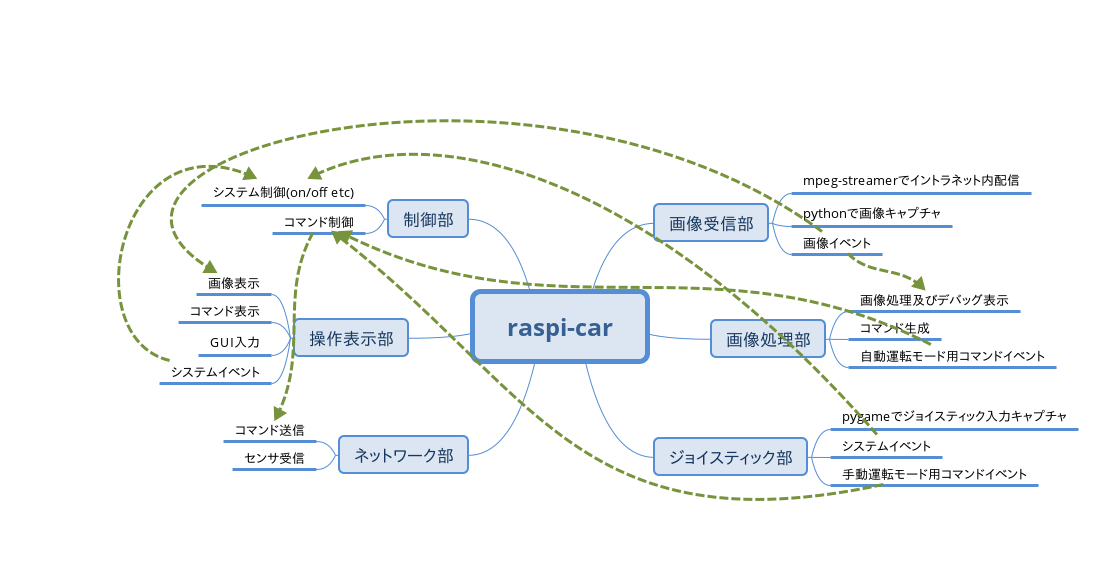 raspi-car
制御部
システム制御(on/off etc)
コマンド制御
操作表示部
画像表示
コマンド表示
GUI入力
システムイベント
ネットワーク部
コマンド送信
センサ受信
画像受信部
mpeg-streamerでイントラネット内配信
pythonで画像キャプチャ
画像イベント
画像処理部
画像処理及びデバッグ表示
コマンド生成
自動運転モード用コマンドイベント
ジョイスティック部
pygameでジョイスティック入力キャプチャ
システムイベント
手動運転モード用コマンドイベント